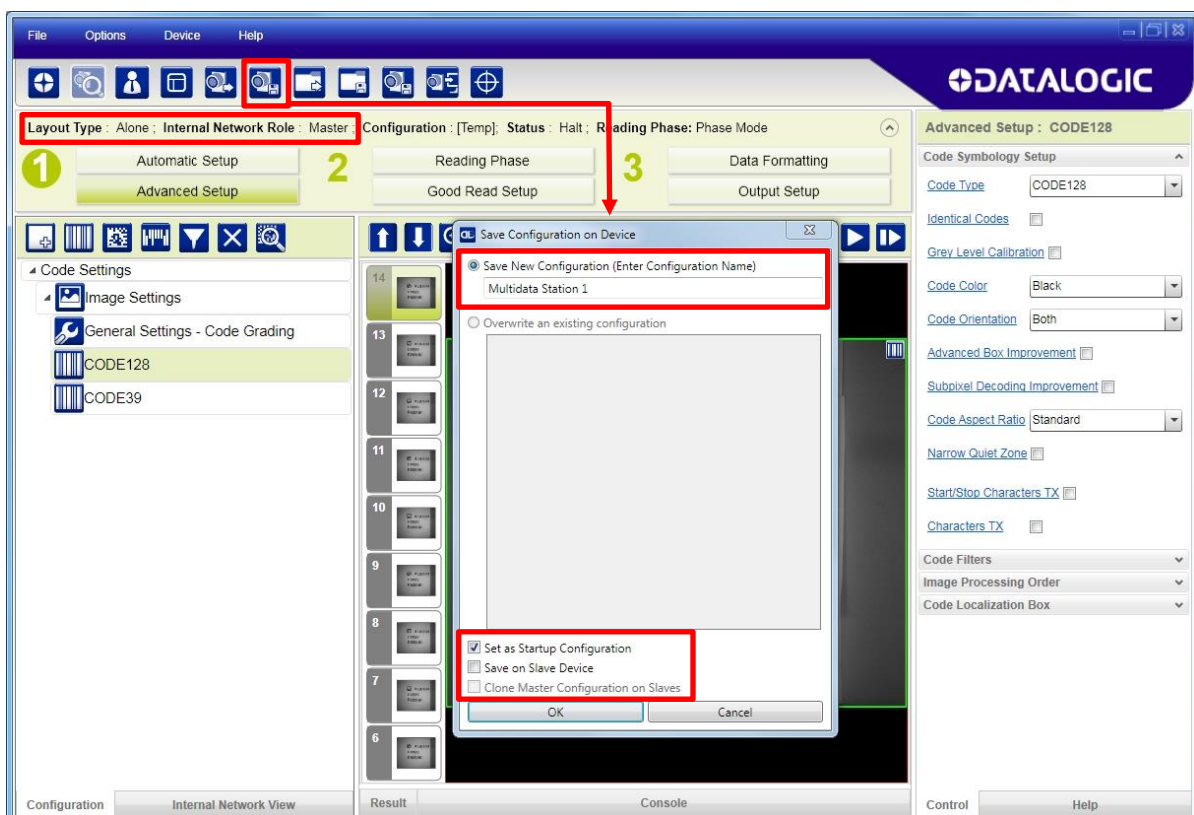 File Options Device Help
DATALOGIC
Layout Type : Alone ; Internal Network Role : Master ; Configuration : [Temp]; Status : Halt ; Reading Phase: Phase Mode
1
Automatic Setup
Advanced Setup
2
Reading Phase
Good Read Setup
3
Data Formatting
Output Setup
Code Settings
Image Settings
General Settings - Code Grading
CODE128
CODE39
Configuration
Internal Network View
14
13
12
11
10
9
8
7
6
Save Configuration on Device
Save New Configuration (Enter Configuration Name)
Multidata Station 1
Overwrite an existing configuration
Set as Startup Configuration
Save on Slave Device
Clone Master Configuration on Slaves
OK Cancel
Result
Console
Advanced Setup : CODE128
Code Symbology Setup
Code Type CODE128
Identical Codes
Grey Level Calibration
Code Color Black
Code Orientation Both
Advanced Box Improvement
Subpixel Decoding Improvement
Code Aspect Ratio Standard
Narrow Quiet Zone
Start/Stop Characters TX
Characters TX
Code Filters
Image Processing Order
Code Localization Box
Control
Help